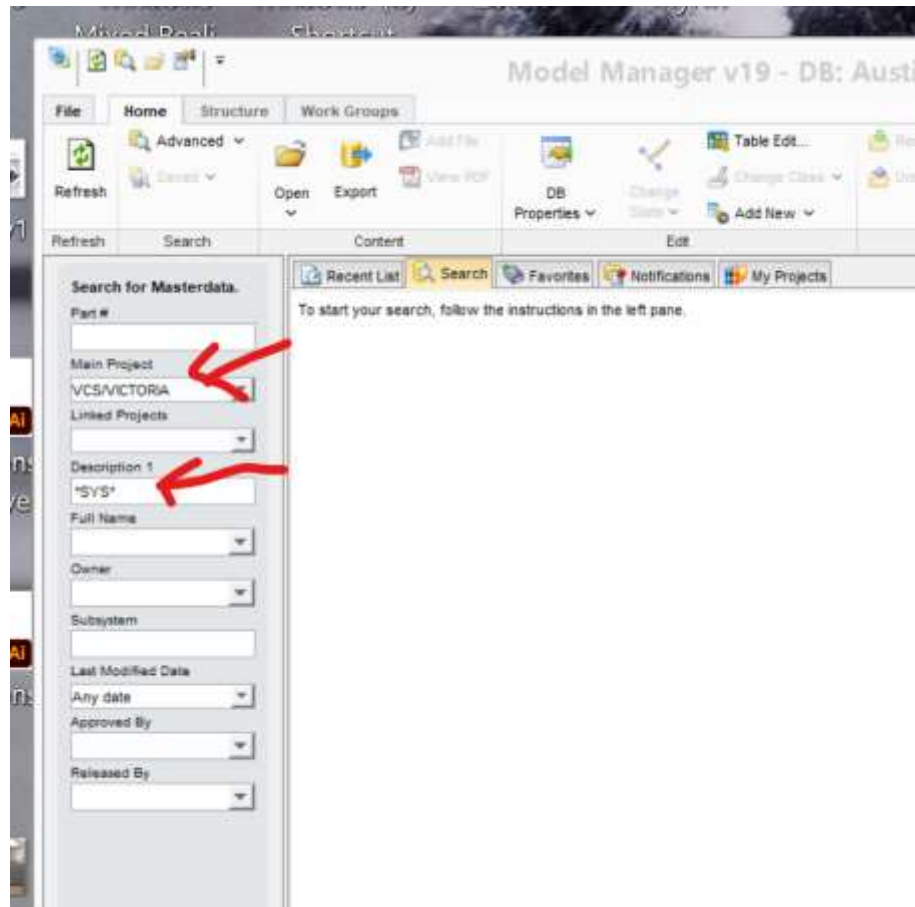 Model Manager v19 - DB: Austi
File Home Structure Work Groups
Advanced
Add File
Table Edit...
Saved
View PDF
Change Class
Refresh
Open Export
DB
Properties
Change
State
Add New
Refresh Search Content Edit
Recent List Search Favorites Notifications My Projects
To start your search, follow the instructions in the left pane.
Search for Masterdata.
Part #
Main Project
VCS/VICTORIA
Linked Projects
Description 1
*SYS*
Full Name
Owner
Subsystem
Last Modified Date
Any date
Approved By
Released By
Ai
Ai